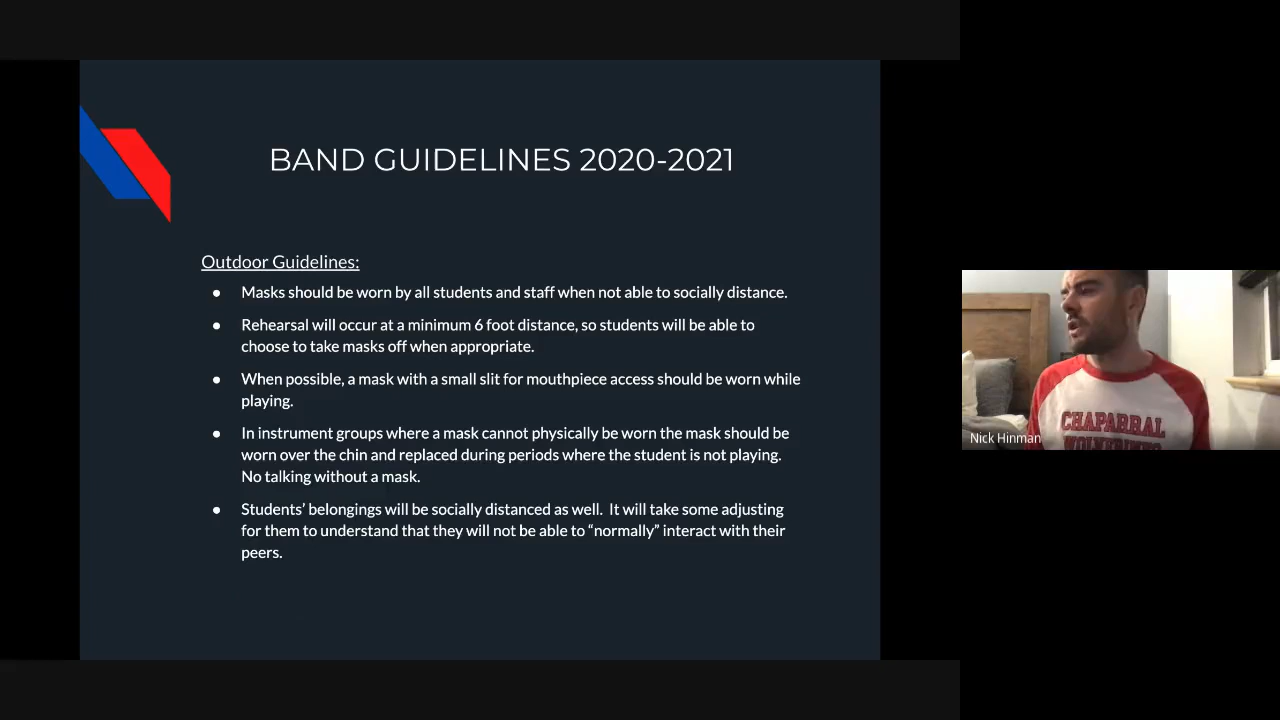 BAND GUIDELINES 2020-2021
Outdoor Guidelines:
● Masks should be worn by all students and staff when not able to socially distance.
● Rehearsal will occur at a minimum 6 foot distance, so students will be able to
choose to take masks off when appropriate.
● When possible, a mask with a small slit for mouthpiece access should be worn while
playing.
● In instrument groups where a mask cannot physically be worn the mask should be
worn over the chin and replaced during periods where the student is not playing.
No talking without a mask.
● Students’ belongings will be socially distanced as well.  It will take some adjusting
for them to understand that they will not be able to “normally” interact with their
peers.
CHAPARRAL
WOLVERINES
Nick Hinman